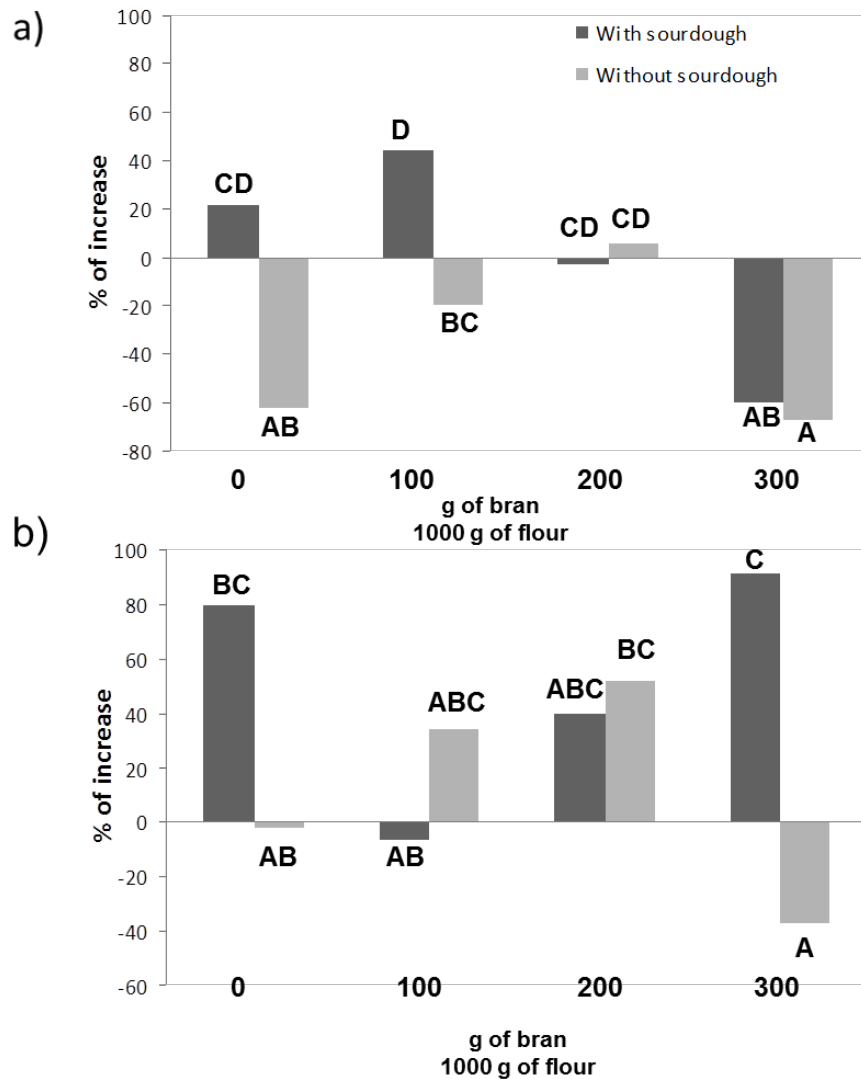 a)
With sourdough
Without sourdough
% of increase
100
80
60
40
20
0
-20
-40
-60
-80
CD
AB
D
BC
CD
CD
AB
A
0 100 200 300
g of bran
1000 g of flour
b)
% of increase
100
80
60
40
20
0
-20
-40
-60
BC
AB
AB
ABC
ABC
BC
C
A
0 100 200 300
g of bran
1000 g of flour